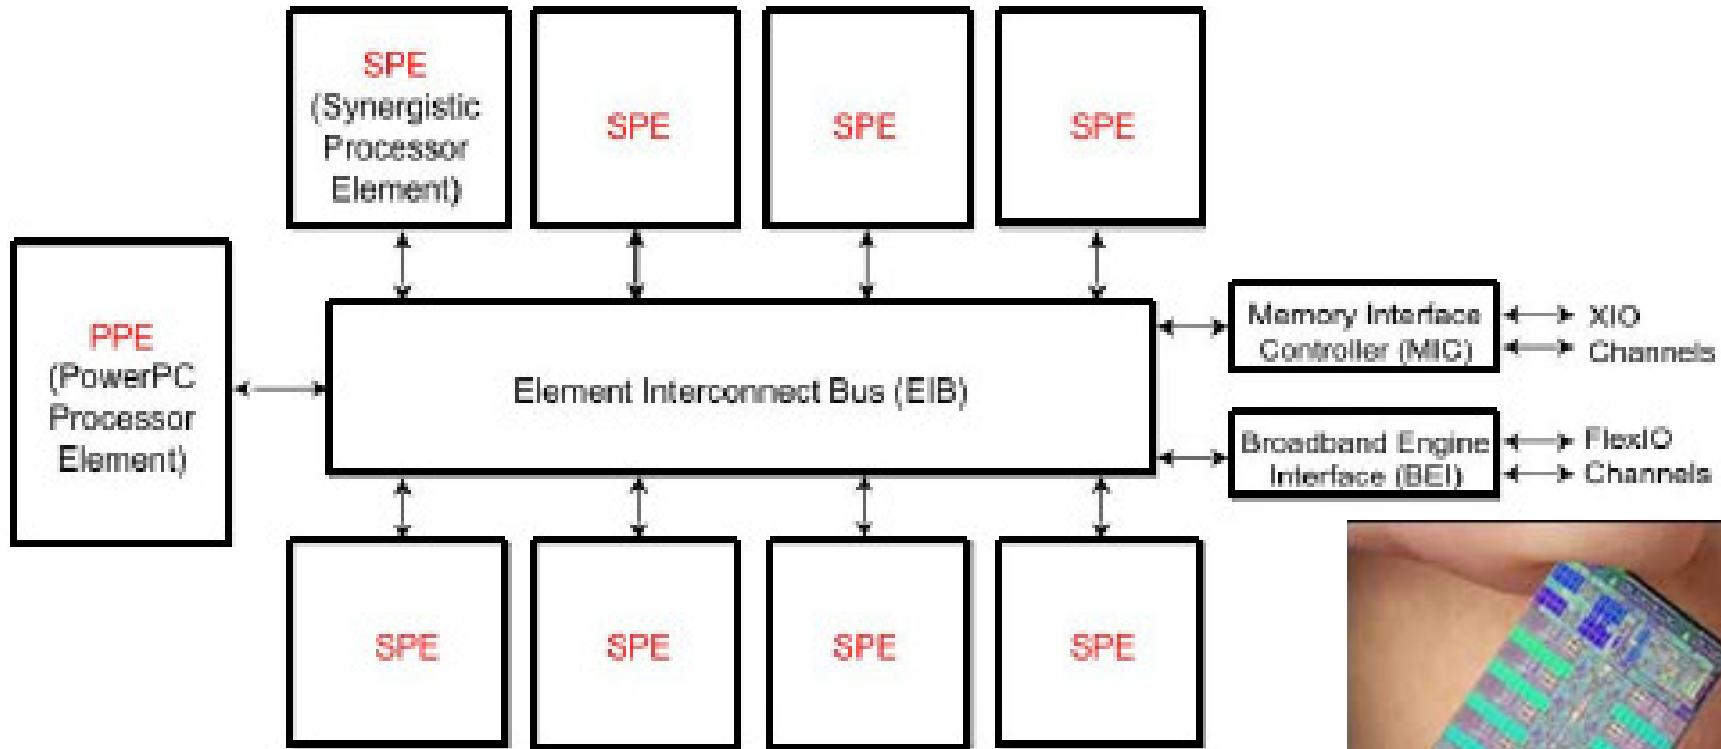 SPE
(Synergistic
Processor
Element)
SPE
SPE
SPE
PPE
(PowerPC
Processor
Element)
Element Interconnect Bus (EIB)
Memory Interface
Controller (MIC)
XIO
Channels
Broadband Engine
Interface (BEI)
FlexIO
Channels
SPE
SPE
SPE
SPE